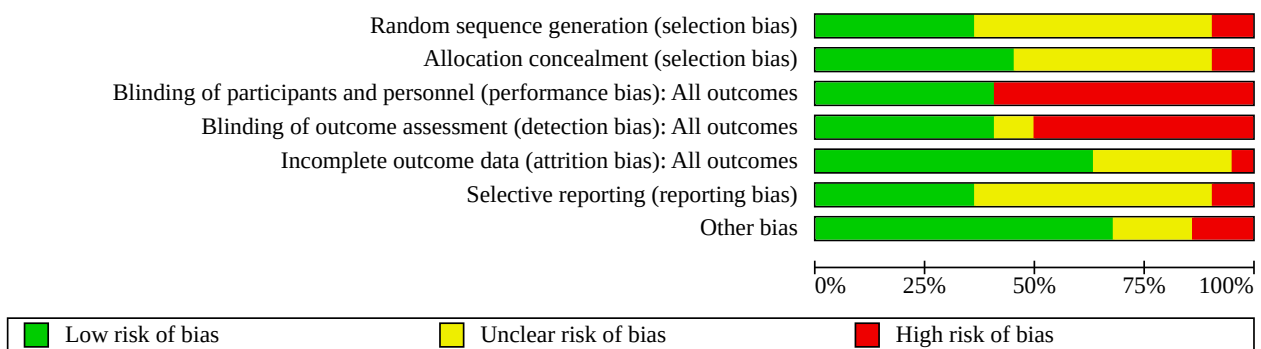 Random sequence generation (selection bias)
Allocation concealment (selection bias)
Blinding of participants and personnel (performance bias): All outcomes
Blinding of outcome assessment (detection bias): All outcomes
Incomplete outcome data (attrition bias): All outcomes
Selective reporting (reporting bias)
Other bias
0% 25% 50% 75% 100%
Low risk of bias Unclear risk of bias High risk of bias